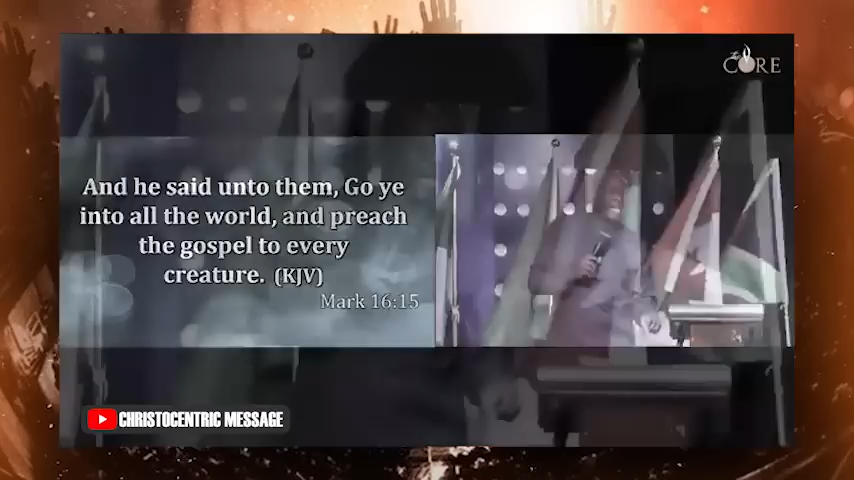 The CORE
And he said unto them, Go ye
into all the world, and preach
the gospel to every
creature. (KJV)
Mark 16:15
CHRISTOCENTRIC MESSAGE